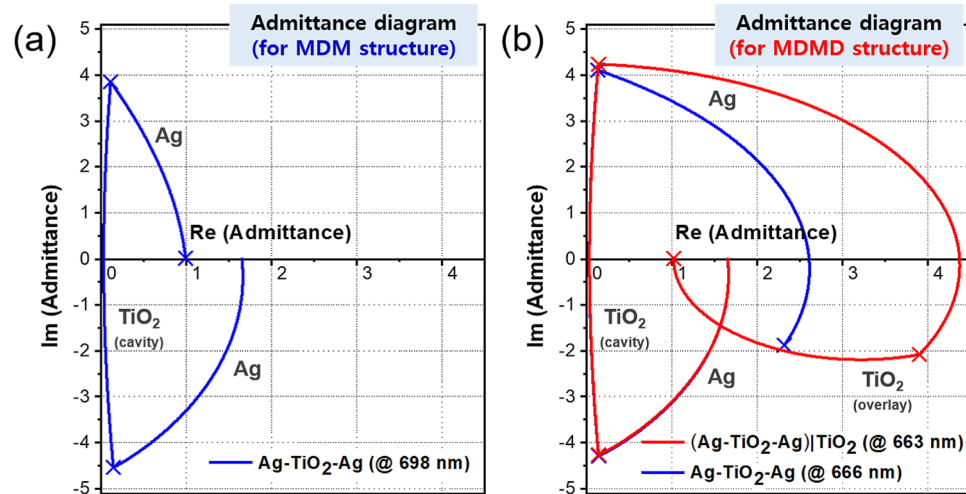 (a)
Admittance diagram
(for MDM structure)
5
4
3
2
1
0
-1
-2
-3
-4
-5
Im (Admittance)
Ag
Re (Admittance)
0 1 2 3 4
TiO2
(cavity)
Ag
Ag-TiO2-Ag (@ 698 nm)
(b)
Admittance diagram
(for MDMD structure)
5
4
3
2
1
0
-1
-2
-3
-4
-5
Im (Admittance)
Ag
Re (Admittance)
0 1 2 3 4
TiO2
(cavity)
Ag
TiO2
(overlay)
(Ag-TiO2-Ag)|TiO2 (@ 663 nm)
Ag-TiO2-Ag (@ 666 nm)